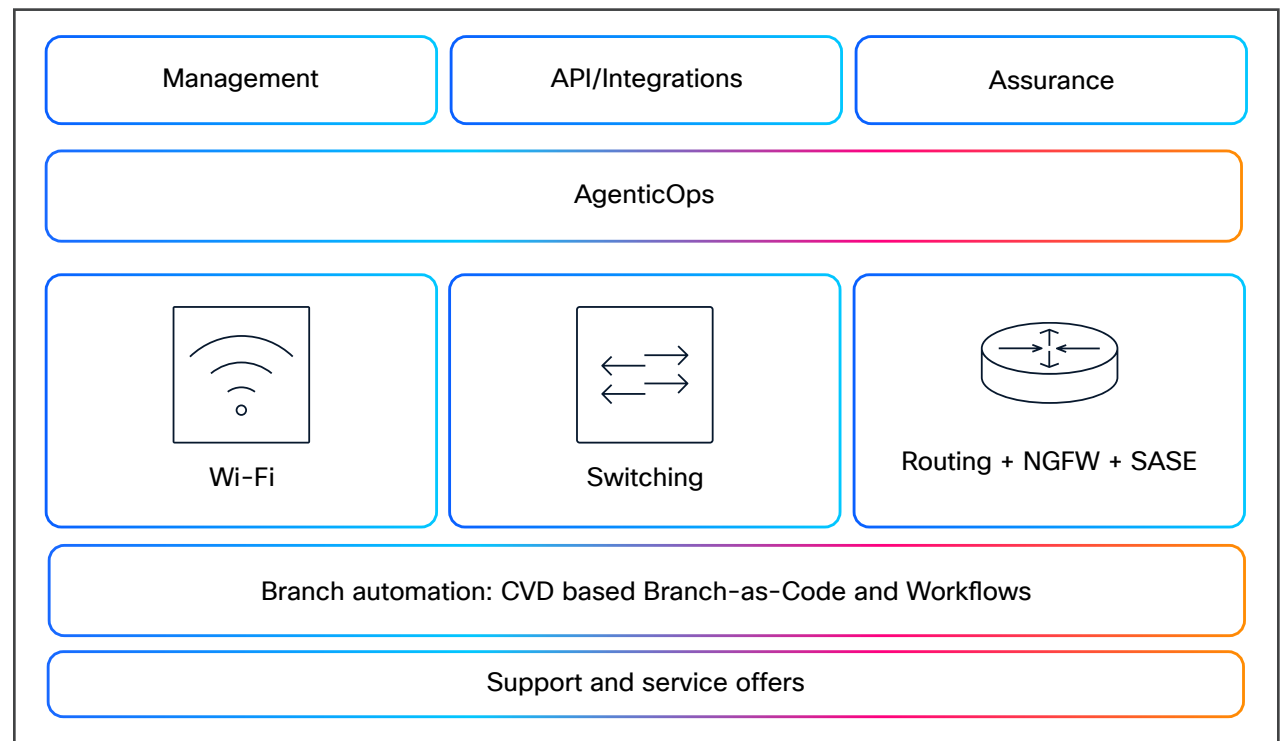 Management
API/Integrations
Assurance
AgenticOps
Wi-Fi
Switching
Routing + NGFW + SASE
Branch automation: CVD based Branch-as-Code and Workflows
Support and service offers